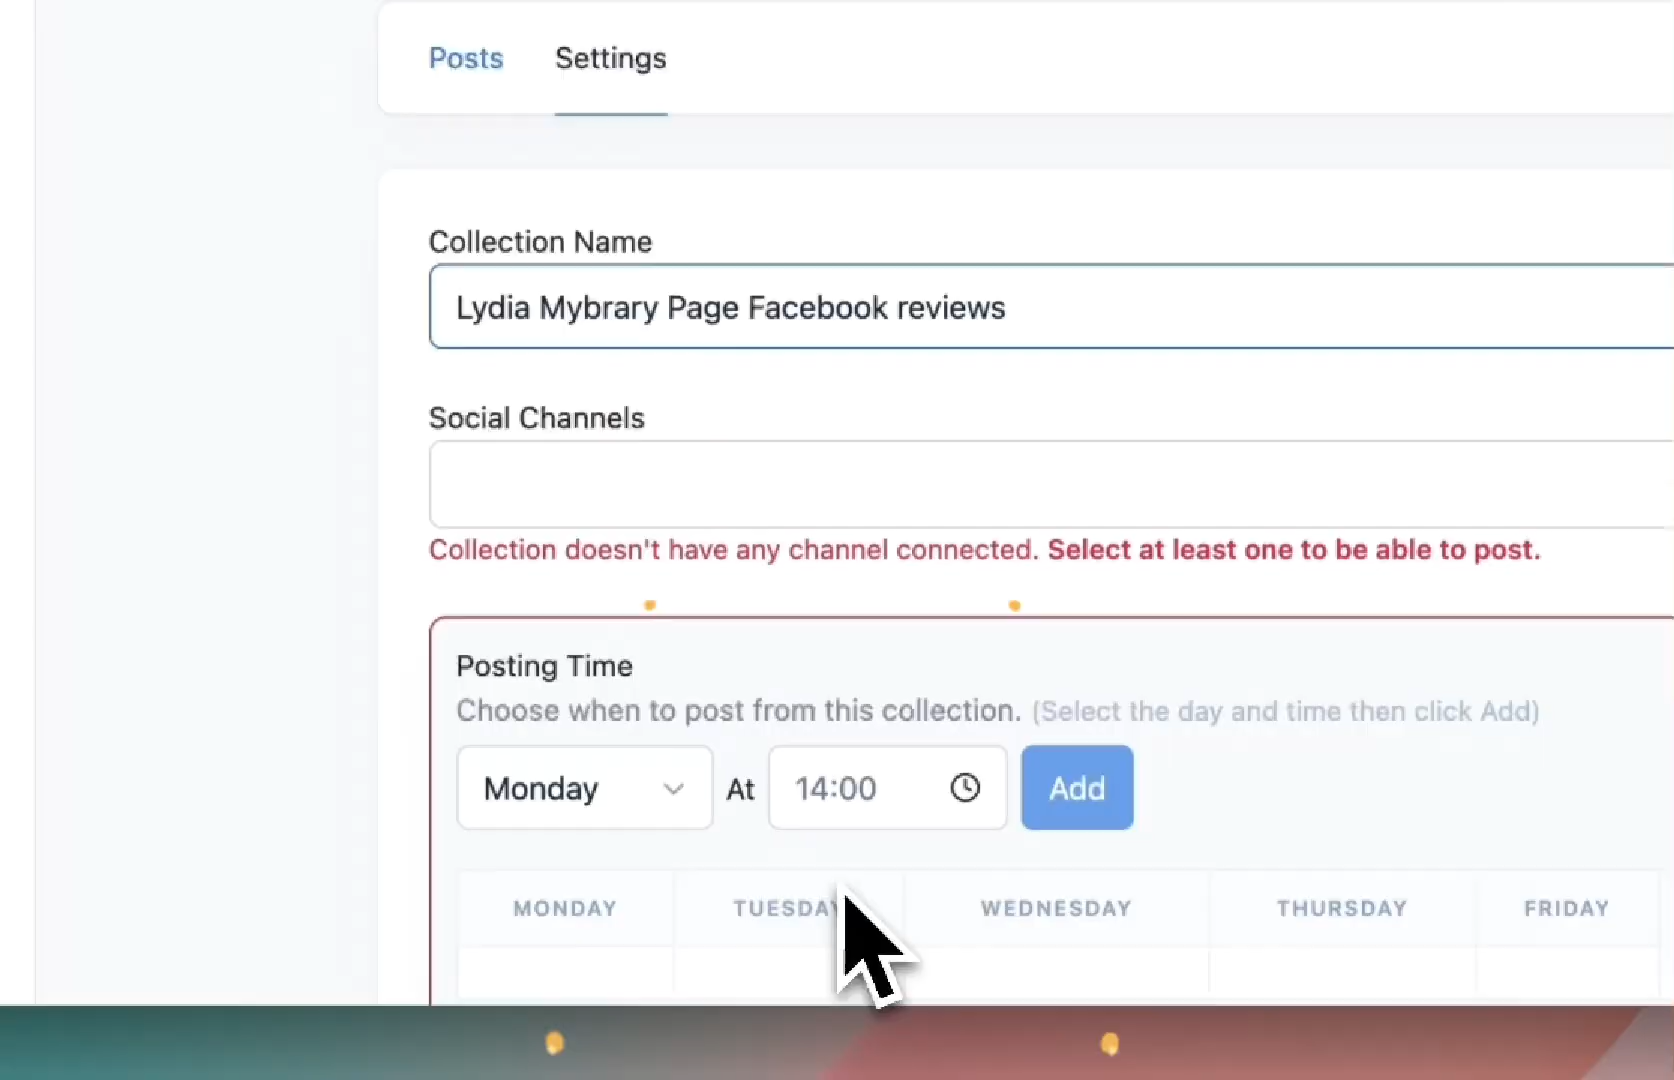 Posts Settings
Collection Name
Lydia Mybrary Page Facebook reviews
Social Channels
Collection doesn't have any channel connected. Select at least one to be able to post.
Posting Time
Choose when to post from this collection. (Select the day and time then click Add)
Monday At 14:00 Add
MONDAY TUESDAY WEDNESDAY THURSDAY FRIDAY